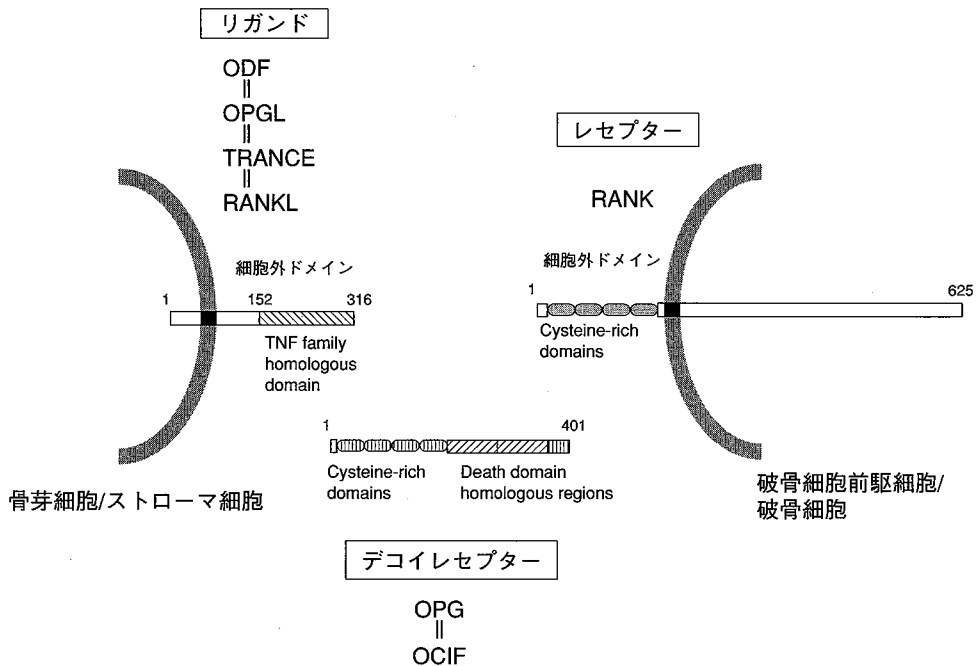 リガンド
ODF
||
OPGL
||
TRANCE
||
RANKL
レセプター
RANK
細胞外ドメイン
1 152 316
TNF family
homologous
domain
細胞外ドメイン
1 625
Cysteine-rich
domains
1 401
Cysteine-rich
domains
Death domain
homologous regions
骨芽細胞/ストローマ細胞
破骨細胞前駆細胞/
破骨細胞
デコイレセプター
OPG
||
OCIF